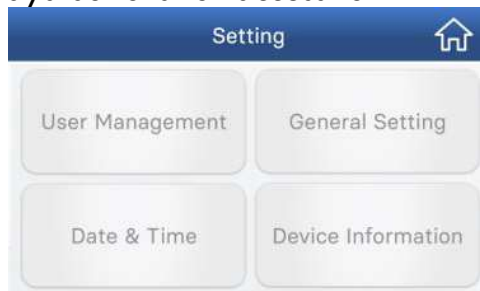 Setting
User Management
General Setting
Date & Time
Device Information